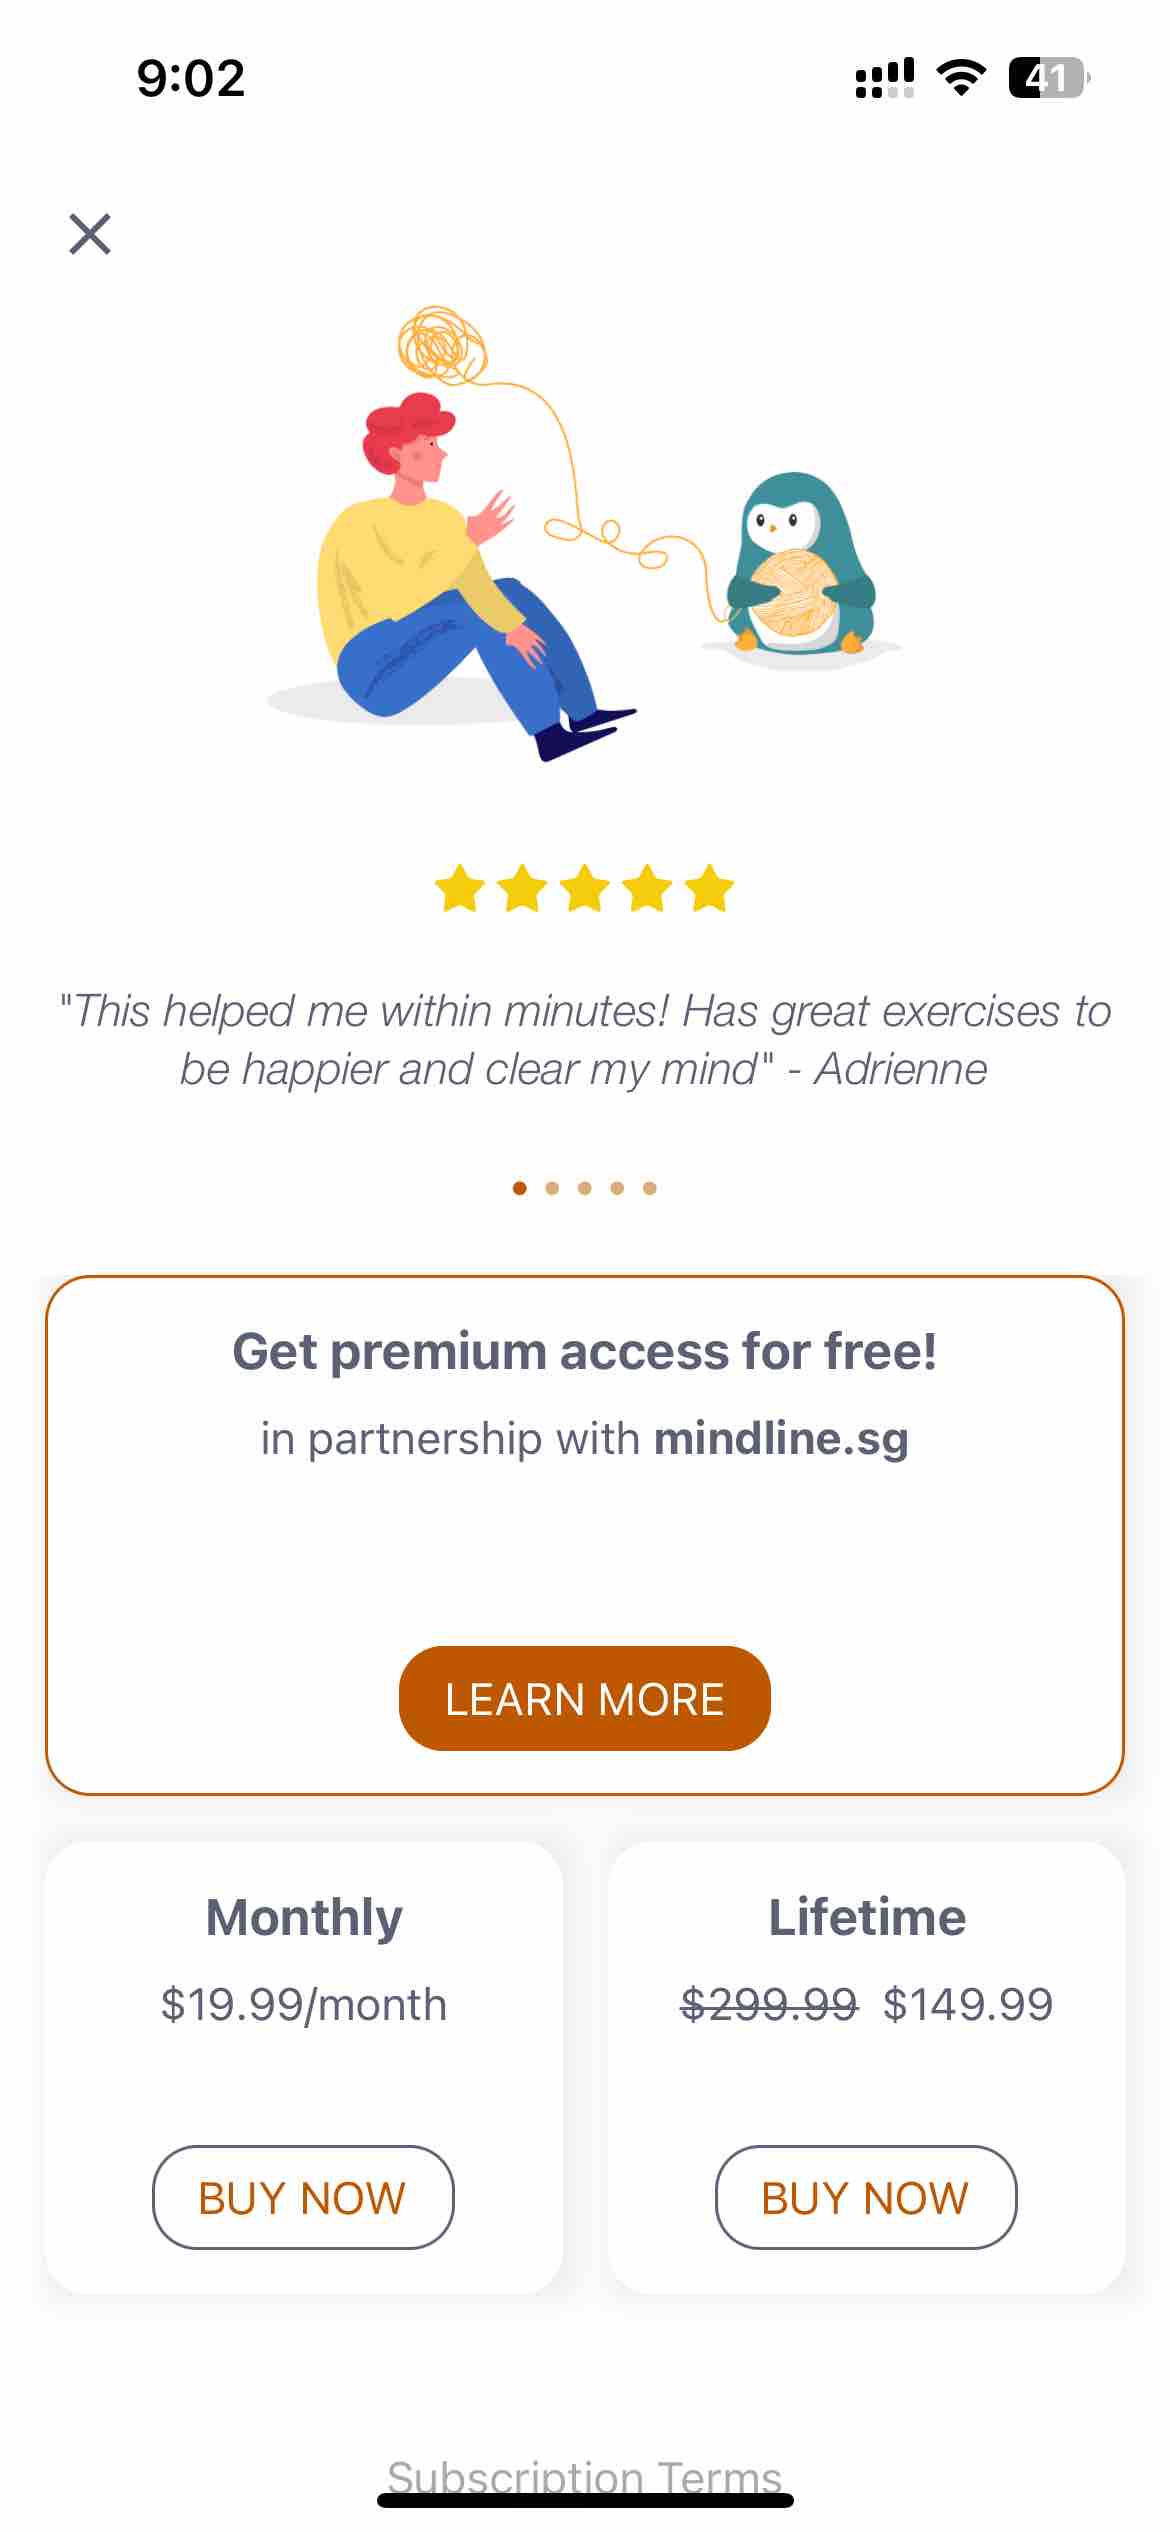 9:02
41
"This helped me within minutes! Has great exercises to
be happier and clear my mind" - Adrienne
Get premium access for free!
in partnership with mindline.sg
LEARN MORE
Monthly
$19.99/month
BUY NOW
Lifetime
$299.99 $149.99
BUY NOW
Subscription Terms